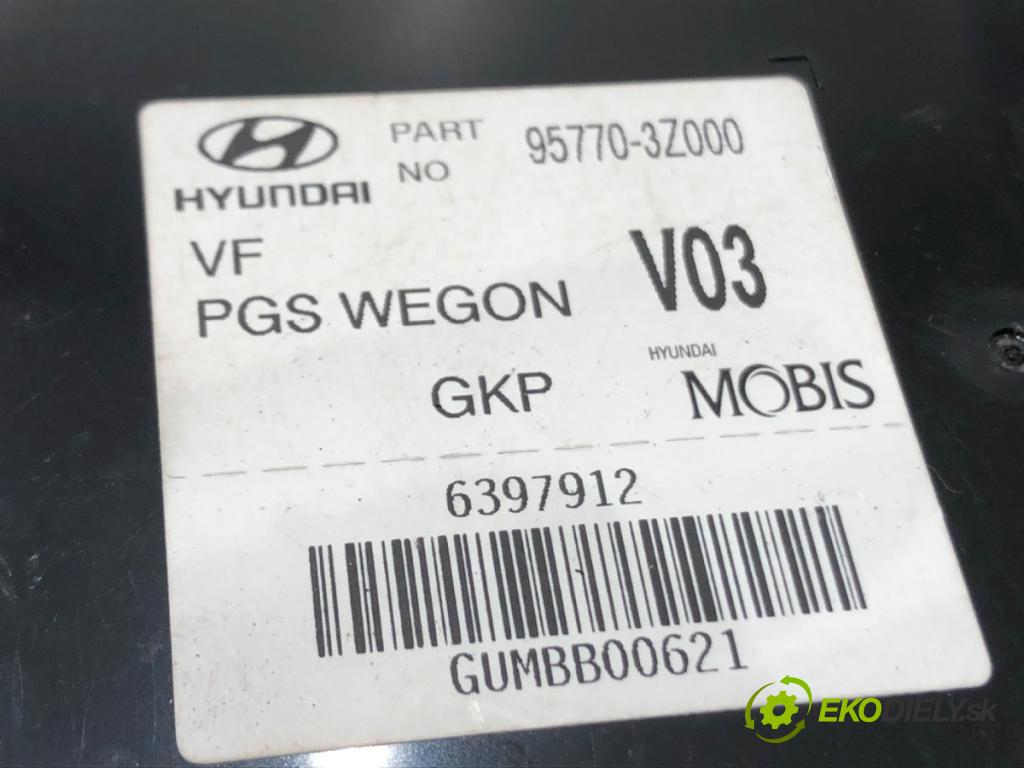 PART NO 95770-3Z000
HYUNDAI
VF
PGS WEGON V03
HYUNDAI
GKP MOBIS
6397912
GUMBB00621
EKODIELY.sk